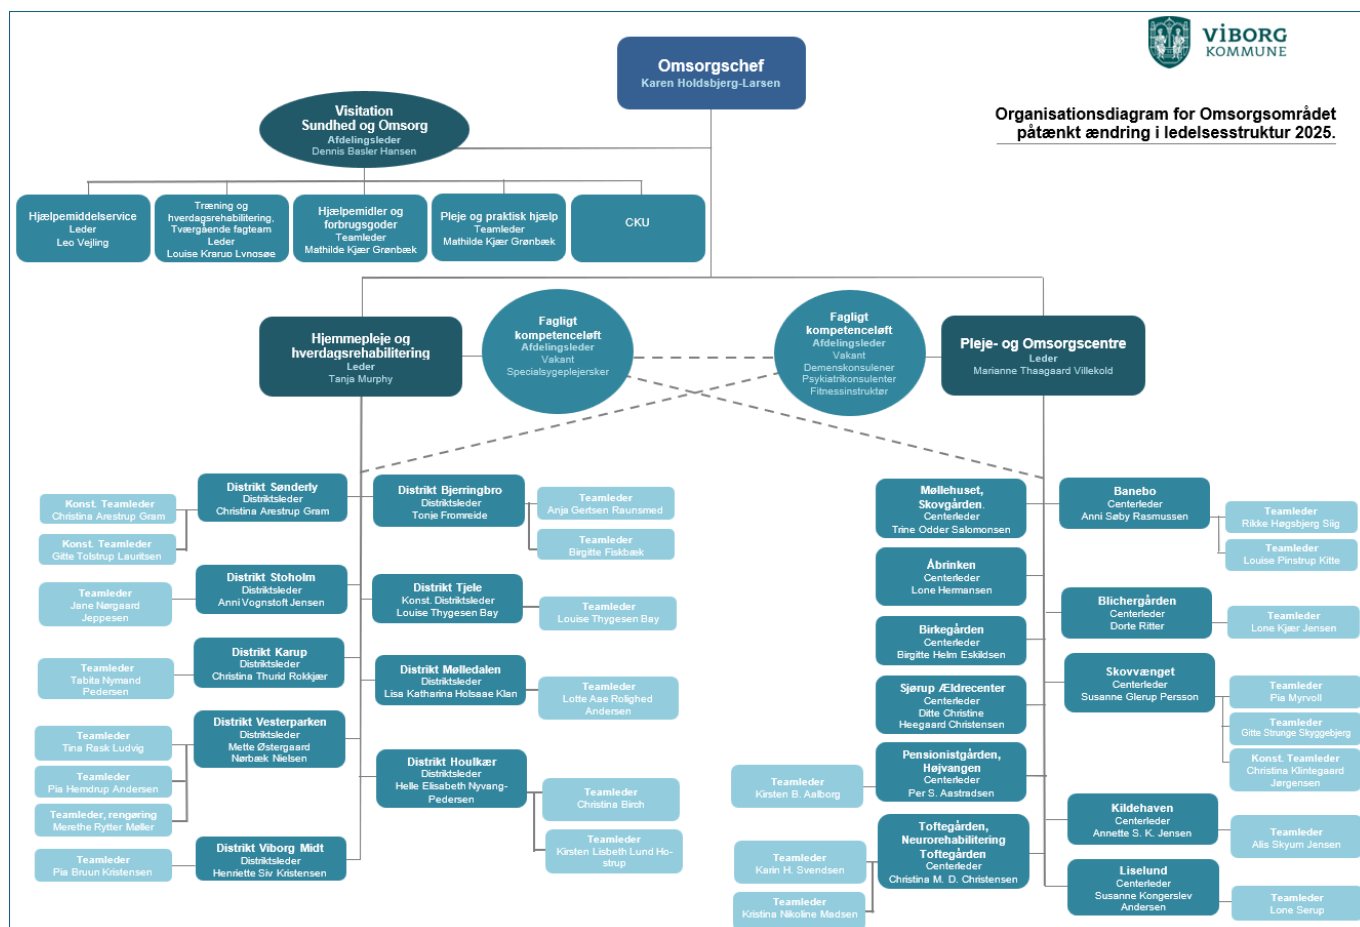 VIBORG
KOMMUNE
Organisationsdiagram for Omsorgsområdet
påtænkt ændring i ledelsesstruktur 2025.
Omsorgschef
Karen Holdsbjerg-Larsen
Visitation
Sundhed og Omsorg
Afdelingsleder
Dennis Basler Hansen
Hjælpemiddelservice
Leder
Leo Vejling
Træning og
hverdagsrehabilitering,
Tværgående fagteam
Leder
Louise Krarup Lyngsøe
Hjælpemidler og
forbrugsgoder
Teamleder
Mathilde Kjær Grønbæk
Pleje og praktisk hjælp
Teamleder
Mathilde Kjær Grønbæk
CKU
Hjemmepleje og
hverdagsrehabilitering
Leder
Tanja Murphy
Fagligt
kompetenceløft
Afdelingsleder
Vakant
Specialsygeplejersker
Fagligt
kompetenceløft
Afdelingsleder
Vakant
Demenskonsulener
Psykiatrikonsulenter
Fitnessinstruktør
Pleje- og Omsorgscentre
Leder
Marianne Thaagaard Villekold
Distrikt Sønderly
Distriktsleder
Christina Arestrup Gram
Konst. Teamleder
Christina Arestrup Gram
Konst. Teamleder
Gitte Tolstrup Lauritsen
Distrikt Stoholm
Distriktsleder
Anni Vognstoft Jensen
Teamleder
Jane Nørgaard
Jeppesen
Distrikt Karup
Distriktsleder
Christina Thurid Rokkjær
Teamleder
Tabita Nymand
Pedersen
Distrikt Vesterparken
Distriktsleder
Mette Østergaard
Nørbæk Nielsen
Teamleder
Tina Rask Ludvig
Teamleder
Pia Hemdrup Andersen
Teamleder, rengøring
Merethe Rytter Møller
Distrikt Viborg Midt
Distriktsleder
Henriette Siv Kristensen
Teamleder
Pia Bruun Kristensen
Distrikt Bjerringbro
Distriktsleder
Tonje Fromreide
Teamleder
Anja Gertsen Raunsmed
Teamleder
Birgitte Fiskbæk
Distrikt Tjele
Konst. Distriktsleder
Louise Thygesen Bay
Teamleder
Louise Thygesen Bay
Distrikt Mølledalen
Distriktsleder
Lisa Katharina Holsaae Klan
Teamleder
Lotte Aae Rolighed
Andersen
Distrikt Houlkær
Distriktsleder
Helle Elisabeth Nyvang-
Pedersen
Teamleder
Christina Birch
Teamleder
Kirsten Lisbeth Lund Ho-
strup
Møllehuset,
Skovgården.
Centerleder
Trine Odder Salomonsen
Åbrinken
Centerleder
Lone Hermansen
Birkegården
Centerleder
Birgitte Helm Eskildsen
Sjørup Ældrecenter
Centerleder
Ditte Christine
Heegaard Christensen
Pensionistgården,
Højvangen
Centerleder
Per S. Aastradsen
Teamleder
Kirsten B. Aalborg
Toftegården,
Neurorehabilitering
Toftegården
Centerleder
Christina M. D. Christensen
Teamleder
Karin H. Svendsen
Teamleder
Kristina Nikoline Madsen
Banebo
Centerleder
Anni Søby Rasmussen
Teamleder
Rikke Høgsbjerg Siig
Teamleder
Louise Pinstrup Kitte
Blichergården
Centerleder
Dorte Ritter
Teamleder
Lone Kjær Jensen
Skovvænget
Centerleder
Susanne Glerup Persson
Teamleder
Pia Myrvoll
Teamleder
Gitte Strunge Skyggebjerg
Konst. Teamleder
Christina Klintegaard
Jørgensen
Kildehaven
Centerleder
Annette S. K. Jensen
Teamleder
Alis Skyum Jensen
Liselund
Centerleder
Susanne Kongerslev
Andersen
Teamleder
Lone Serup